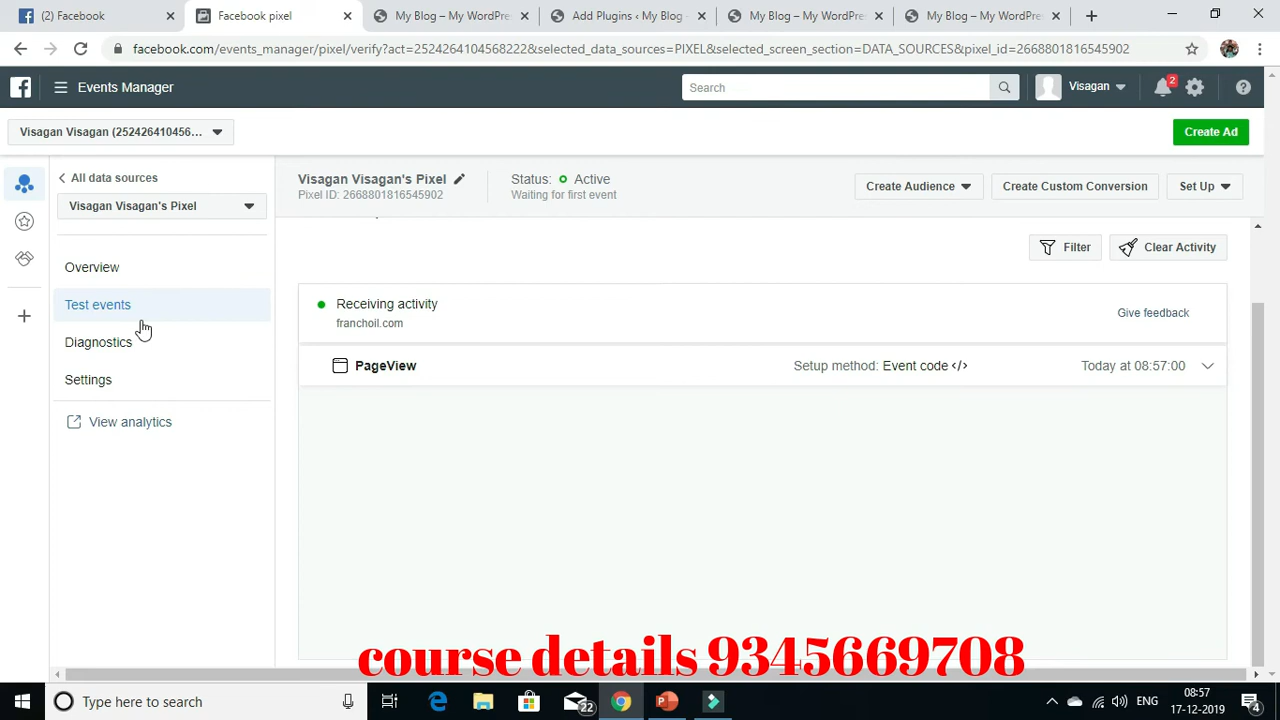 (2) Facebook
Facebook pixel
My Blog – My WordPre
Add Plugins ‹ My Blog
My Blog – My WordPre
My Blog – My WordPre
facebook.com/events_manager/pixel/verify?act=2524264104568222&selected_data_sources=PIXEL&selected_screen_section=DATA_SOURCES&pixel_id=2668801816545902
Events Manager
Search
Visagan
2
Visagan Visagan (252426410456...
Create Ad
All data sources
Visagan Visagan's Pixel
Overview
Test events
Diagnostics
Settings
View analytics
Visagan Visagan's Pixel
Pixel ID: 2668801816545902
Status: Active
Waiting for first event
Create Audience
Create Custom Conversion
Set Up
Filter
Clear Activity
Receiving activity
franchoil.com
Give feedback
PageView
Setup method: Event code </>
Today at 08:57:00
course details 9345669708
Type here to search
22
ENG
08:57
17-12-2019
4